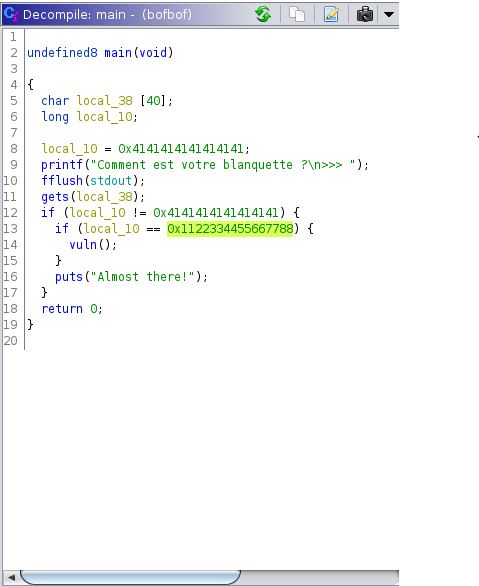 Decompile: main - (bofbof)
1
2 undefined8 main(void)
3
4 {
5 char local_38 [40];
6 long local_10;
7
8 local_10 = 0x4141414141414141;
9 printf("Comment est votre blanquette ?\n>>> ");
10 fflush(stdout);
11 gets(local_38);
12 if (local_10 != 0x4141414141414141) {
13 if (local_10 == 0x1122334455667788) {
14 vuln();
15 }
16 puts("Almost there!");
17 }
18 return 0;
19 }
20